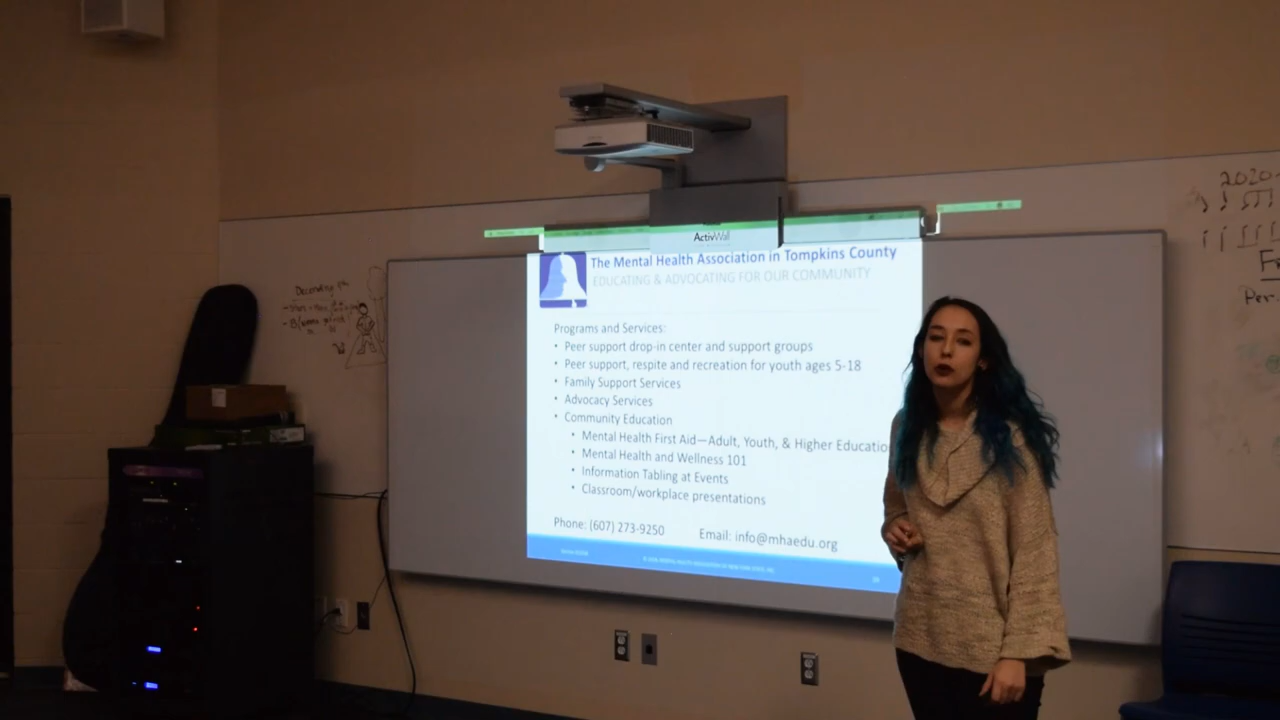 ActivWall
The Mental Health Association in Tompkins County
EDUCATING & ADVOCATING FOR OUR COMMUNITY
Programs and Services:
• Peer support drop-in center and support groups
• Peer support, respite and recreation for youth ages 5-18
• Family Support Services
• Advocacy Services
• Community Education
• Mental Health First Aid—Adult, Youth, & Higher Educatio
• Mental Health and Wellness 101
• Information Tabling at Events
• Classroom/workplace presentations
Phone: (607) 273-9250
Email: info@mhaedu.org
2020
Per-